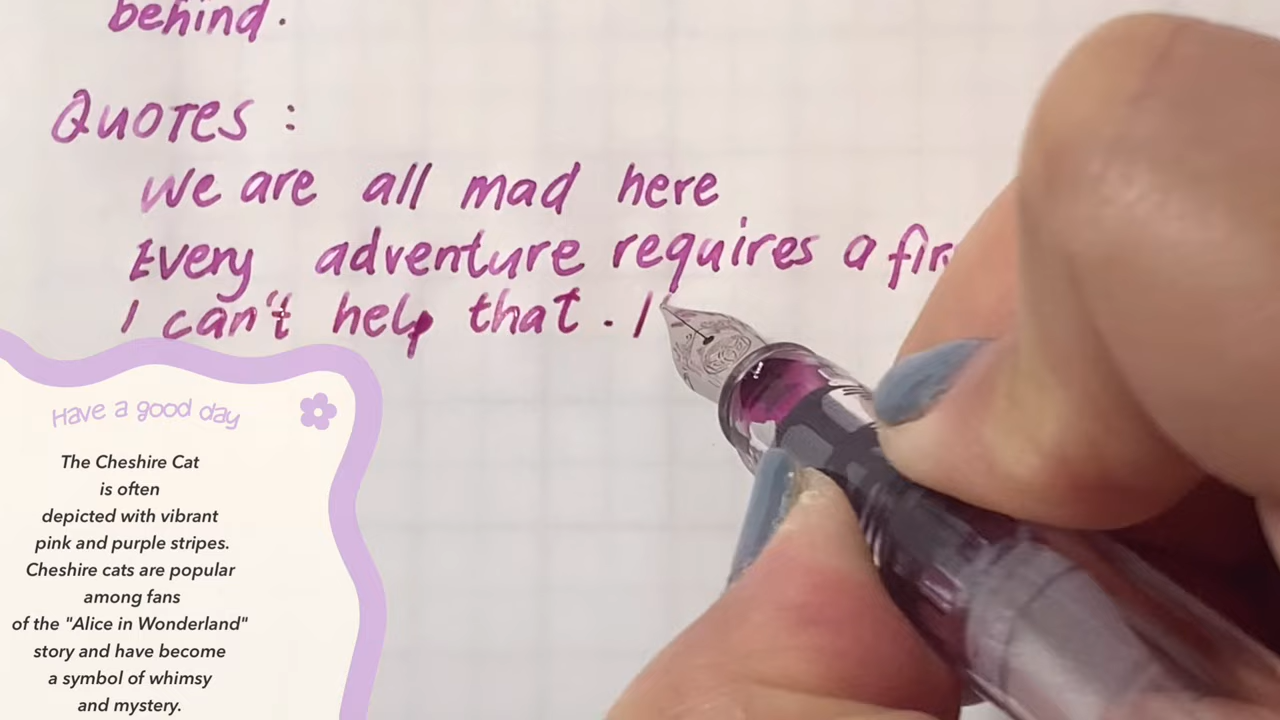 behind.
QUOTES :
We are all mad here
Every adventure requires a
I can't help that. I
Have a good day
The Cheshire Cat
is often
depicted with vibrant
pink and purple stripes.
Cheshire cats are popular
among fans
of the "Alice in Wonderland"
story and have become
a symbol of whimsy
and mystery.